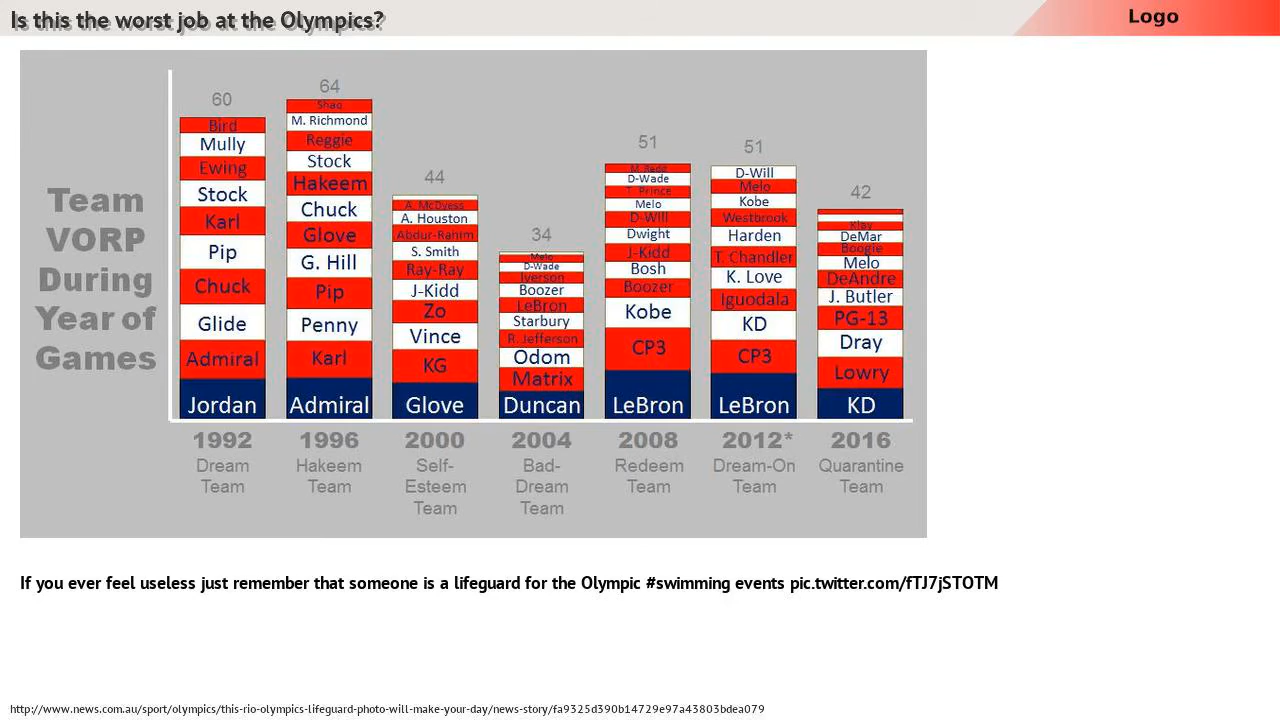 Is this the worst job at the Olympics?
Logo
Team
VORP
During
Year of
Games
60
Bird
Mully
Ewing
Stock
Karl
Pip
Chuck
Glide
Admiral
Jordan
1992
Dream
Team
64
Shaq
M. Richmond
Reggie
Stock
Hakeem
Chuck
Glove
G. Hill
Pip
Penny
Karl
Admiral
1996
Hakeem
Team
44
A. McDyess
A. Houston
Abdur-Rahim
S. Smith
Ray-Ray
J-Kidd
Zo
Vince
KG
Glove
2000
Self-
Esteem
Team
34
Melo
D-Wade
Iverson
Boozer
LeBron
Starbury
R. Jefferson
Odom
Matrix
Duncan
2004
Bad-
Dream
Team
51
M. Redd
D-Wade
T. Prince
Melo
D-Will
Dwight
J-Kidd
Bosh
Boozer
Kobe
CP3
LeBron
2008
Redeem
Team
51
D-Will
Melo
Kobe
Westbrook
Harden
T. Chandler
K. Love
Iguodala
KD
CP3
LeBron
2012*
Dream-On
Team
42
Klay
DeMar
Boogie
Melo
DeAndre
J. Butler
PG-13
Dray
Lowry
KD
2016
Quarantine
Team
If you ever feel useless just remember that someone is a lifeguard for the Olympic #swimming events pic.twitter.com/fTJ7jSTOTM
http://www.news.com.au/sport/olympics/this-rio-olympics-lifeguard-photo-will-make-your-day/news-story/fa9325d390b14729e97a43803bdea079